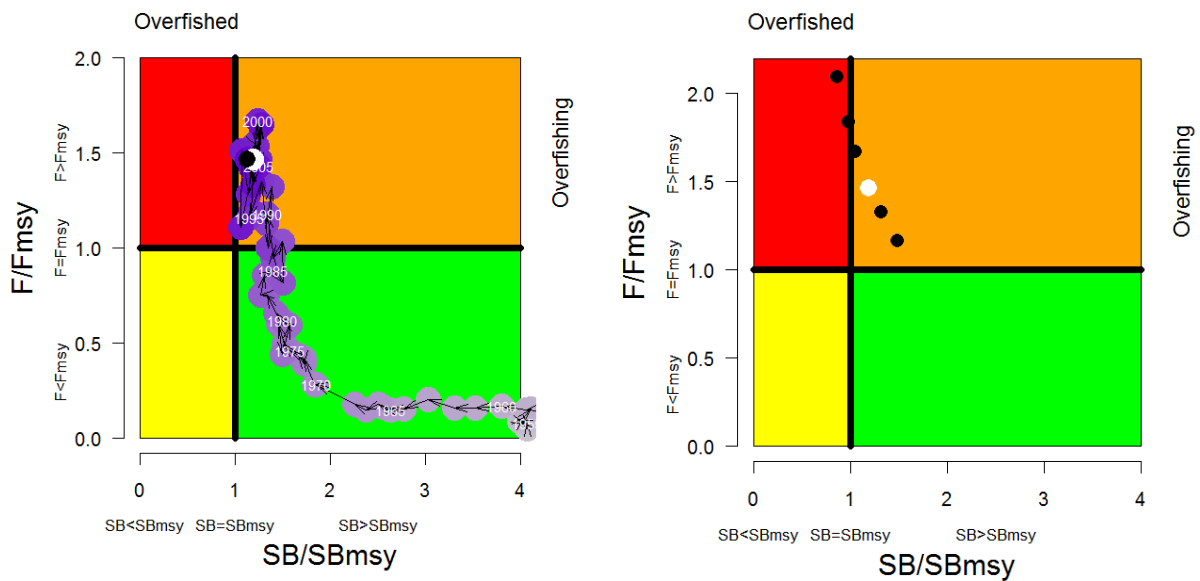 Overfished
2.0
1.5
1.0
0.5
0.0
F/Fmsy
F>Fmsy
F=Fmsy
F<Fmsy
2000
2005
1995
1990
1985
1980
1975
1970
1965
1960
0
1
2
3
4
SB<SBmsy
SB=SBmsy
SB>SBmsy
SB/SBmsy
Overfishing
Overfished
2.0
1.5
1.0
0.5
0.0
F/Fmsy
F>Fmsy
F=Fmsy
F<Fmsy
0
1
2
3
4
SB<SBmsy
SB=SBmsy
SB>SBmsy
SB/SBmsy
Overfishing